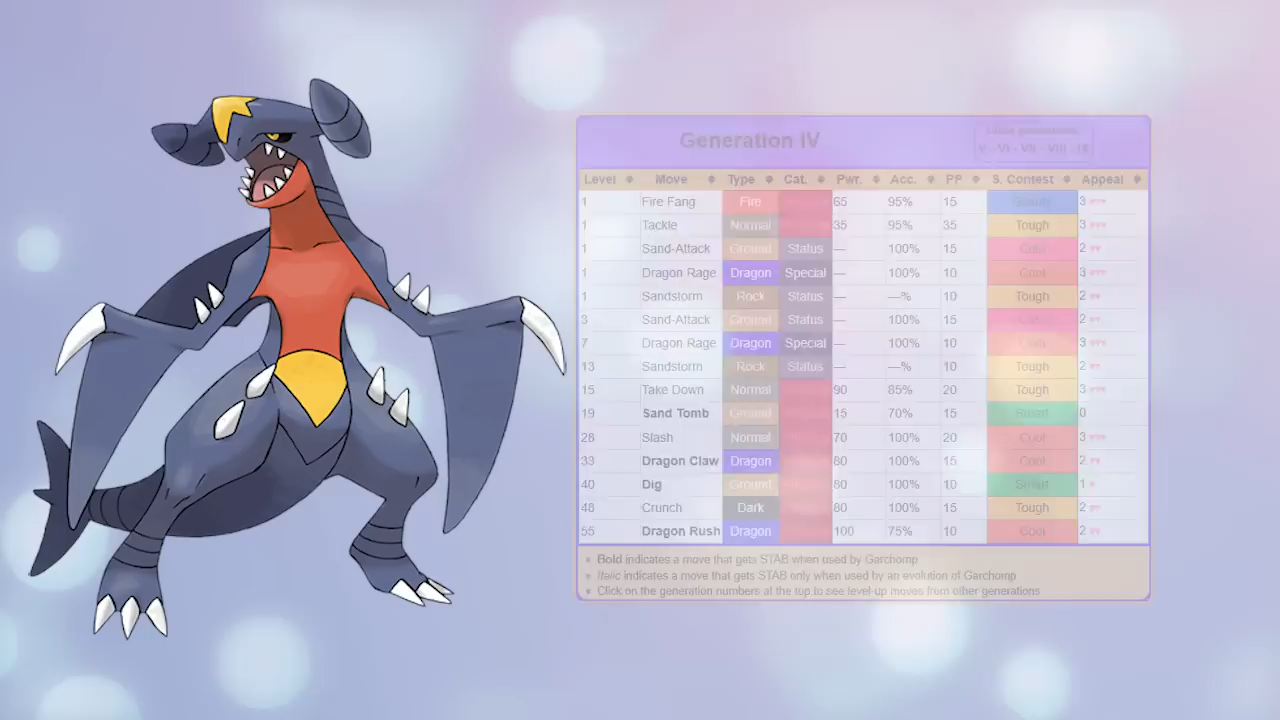 Generation IV
V - VI - VII - VIII - IX
Level Move Type Cat. Pwr. Acc. PP S. Contest Appeal
1 Fire Fang Fire 65 95% 15 Beauty 3
1 Tackle Normal 35 95% 35 Tough 3
1 Sand-Attack Ground Status — 100% 15 Cute 2
1 Dragon Rage Dragon Special — 100% 10 Cool 3
1 Sandstorm Rock Status — —% 10 Tough 2
3 Sand-Attack Ground Status — 100% 15 Cute 2
7 Dragon Rage Dragon Special — 100% 10 Cool 3
13 Sandstorm Rock Status — —% 10 Tough 2
15 Take Down Normal 90 85% 20 Tough 3
19 Sand Tomb Ground 15 70% 15 Smart 0
28 Slash Normal 70 100% 20 Cool 3
33 Dragon Claw Dragon 80 100% 15 Cool 2
40 Dig Ground 80 100% 10 Smart 1
48 Crunch Dark 80 100% 15 Tough 2
55 Dragon Rush Dragon 100 75% 10 Cool 2
Bold indicates a move that gets STAB when used by Garchomp
Italic indicates a move that gets STAB only when used by an evolution of Garchomp
Click on the generation numbers at the top to see level-up moves from other generations